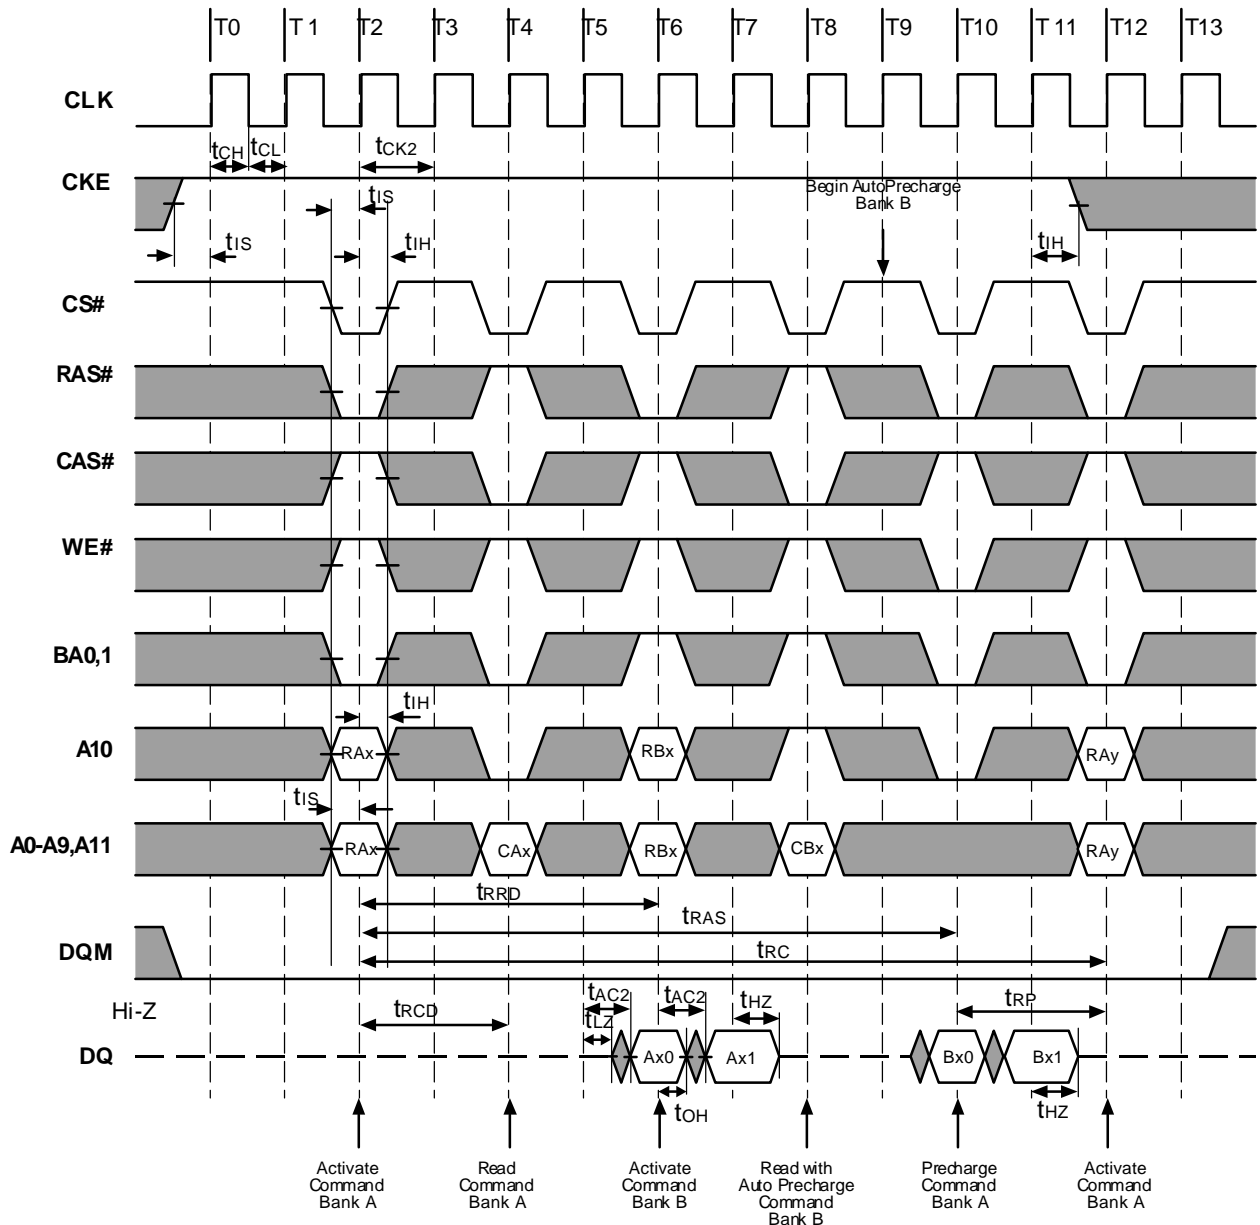 T0 T1 T2 T3 T4 T5 T6 T7 T8 T9 T10 T11 T12 T13
CLK
tCH tCL tCK2
CKE
Begin AutoPrecharge
Bank B
tIS
tIS tIH tIH
CS#
RAS#
CAS#
WE#
BA0,1
tIH
A10
RAx RBx RAy
tIS
A0-A9,A11
RAx CAx RBx CBx RAy
tRRD
tRAS
DQM
tRC
Hi-Z
tRCD tAC2 tAC2 tHZ tRP
tLZ
DQ
Ax0 Ax1 Bx0 Bx1
tOH tHZ
Activate
Command
Bank A
Read
Command
Bank A
Activate
Command
Bank B
Read with
Auto Precharge
Command
Bank B
Precharge
Command
Bank A
Activate
Command
Bank A